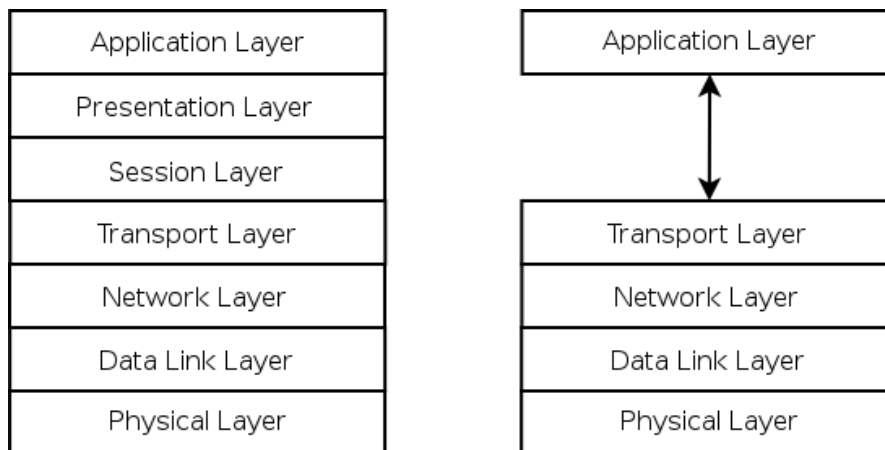 Application Layer
Presentation Layer
Session Layer
Transport Layer
Network Layer
Data Link Layer
Physical Layer
Application Layer
Transport Layer
Network Layer
Data Link Layer
Physical Layer